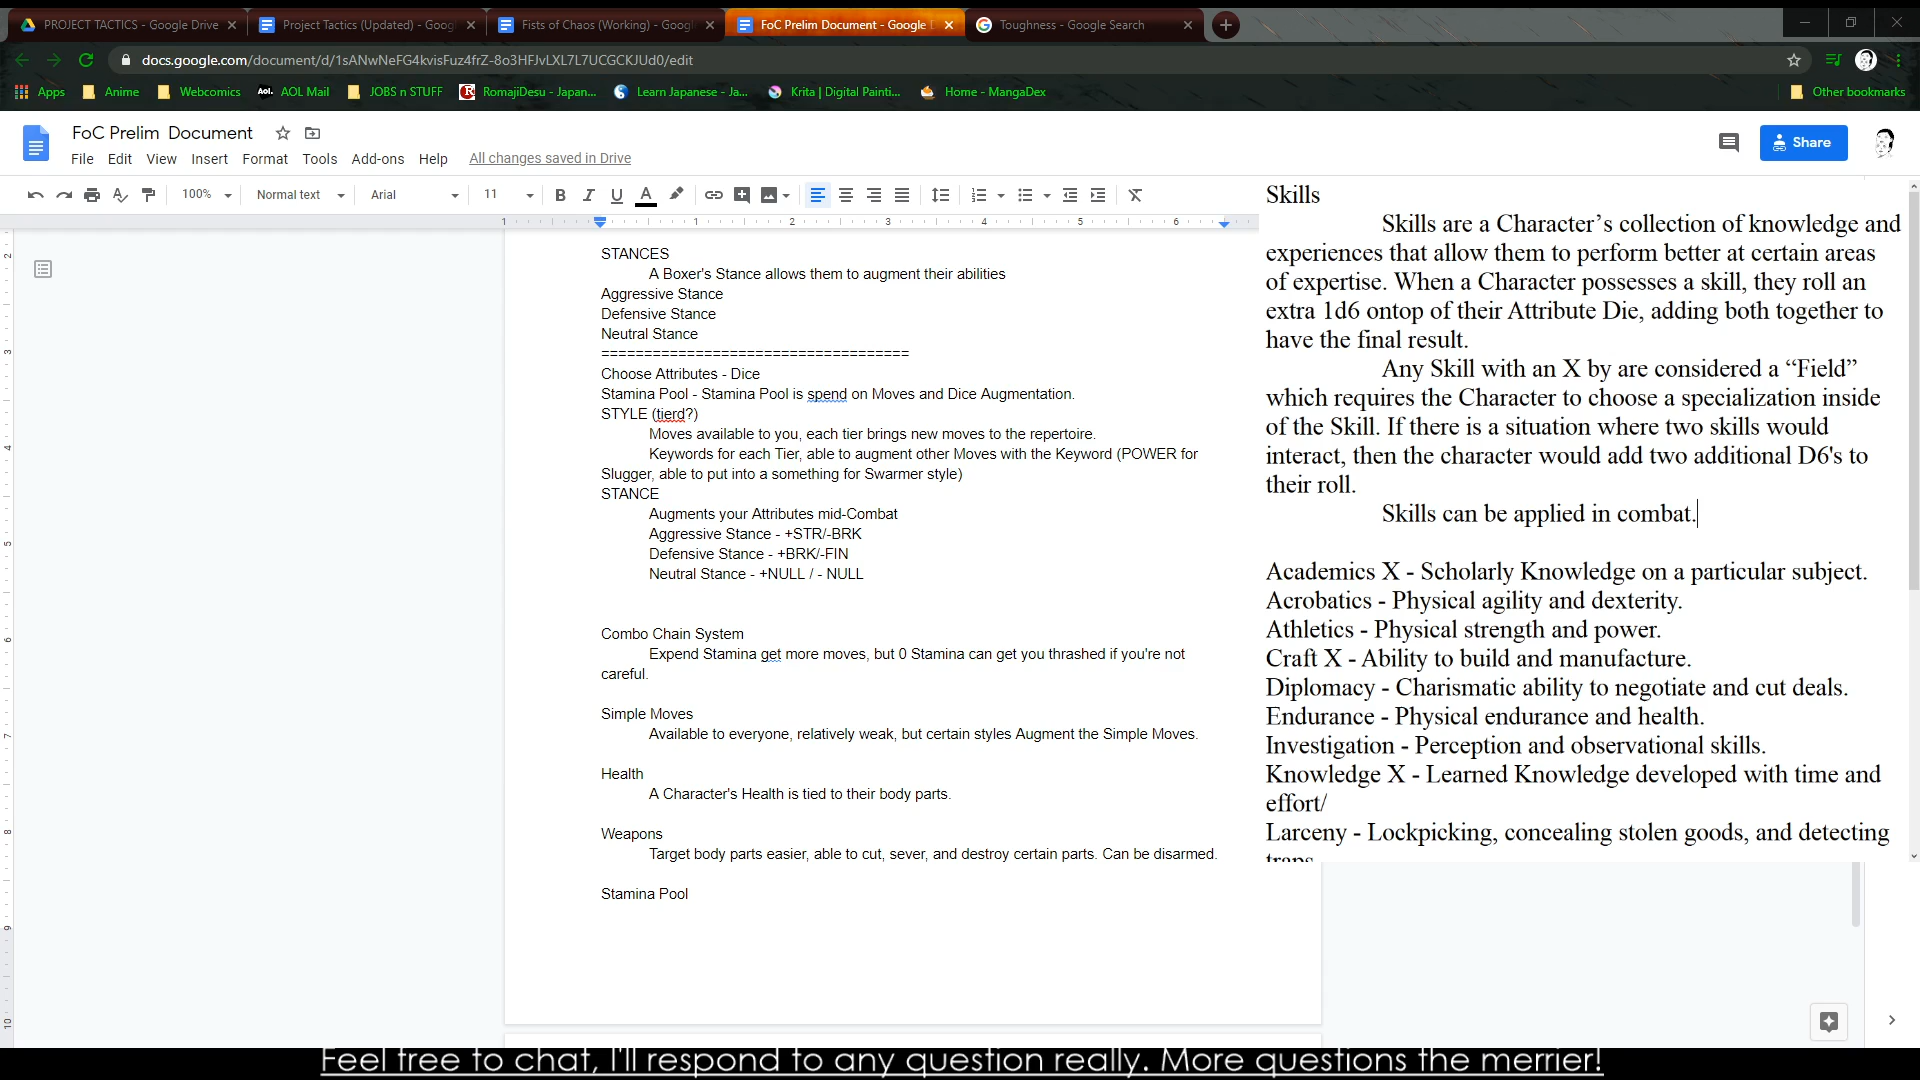 PROJECT TACTICS - Google Drive
Project Tactics (Updated) - Goog
Fists of Chaos (Working) - Googl
FoC Prelim Document - Google
Toughness - Google Search
docs.google.com/document/d/1sANwNeFG4kvisFuz4frZ-8o3HFJvLXL7L7UCGCKJUd0/edit
Apps
Anime
Webcomics
Aol.
AOL Mail
JOBS n STUFF
RomajiDesu - Japan...
Learn Japanese - Ja...
Krita | Digital Painti...
Home - MangaDex
Other bookmarks
FoC Prelim Document
File Edit View Insert Format Tools Add-ons Help All changes saved in Drive
Share
100% Normal text Arial 11 B I U A
1 1 2 3 4 5 6
STANCES
A Boxer's Stance allows them to augment their abilities
Aggressive Stance
Defensive Stance
Neutral Stance
====================================
Choose Attributes - Dice
Stamina Pool - Stamina Pool is spend on Moves and Dice Augmentation.
STYLE (tierd?)
Moves available to you, each tier brings new moves to the repertoire.
Keywords for each Tier, able to augment other Moves with the Keyword (POWER for
Slugger, able to put into a something for Swarmer style)
STANCE
Augments your Attributes mid-Combat
Aggressive Stance - +STR/-BRK
Defensive Stance - +BRK/-FIN
Neutral Stance - +NULL / - NULL
Combo Chain System
Expend Stamina get more moves, but 0 Stamina can get you thrashed if you're not
careful.
Simple Moves
Available to everyone, relatively weak, but certain styles Augment the Simple Moves.
Health
A Character's Health is tied to their body parts.
Weapons
Target body parts easier, able to cut, sever, and destroy certain parts. Can be disarmed.
Stamina Pool
2
3
4
5
6
7
8
9
10
Skills
Skills are a Character’s collection of knowledge and
experiences that allow them to perform better at certain areas
of expertise. When a Character possesses a skill, they roll an
extra 1d6 ontop of their Attribute Die, adding both together to
have the final result.
Any Skill with an X by are considered a “Field”
which requires the Character to choose a specialization inside
of the Skill. If there is a situation where two skills would
interact, then the character would add two additional D6's to
their roll.
Skills can be applied in combat.
Academics X - Scholarly Knowledge on a particular subject.
Acrobatics - Physical agility and dexterity.
Athletics - Physical strength and power.
Craft X - Ability to build and manufacture.
Diplomacy - Charismatic ability to negotiate and cut deals.
Endurance - Physical endurance and health.
Investigation - Perception and observational skills.
Knowledge X - Learned Knowledge developed with time and
effort/
Larceny - Lockpicking, concealing stolen goods, and detecting
traps
Feel free to chat, I'll respond to any question really. More questions the merrier!